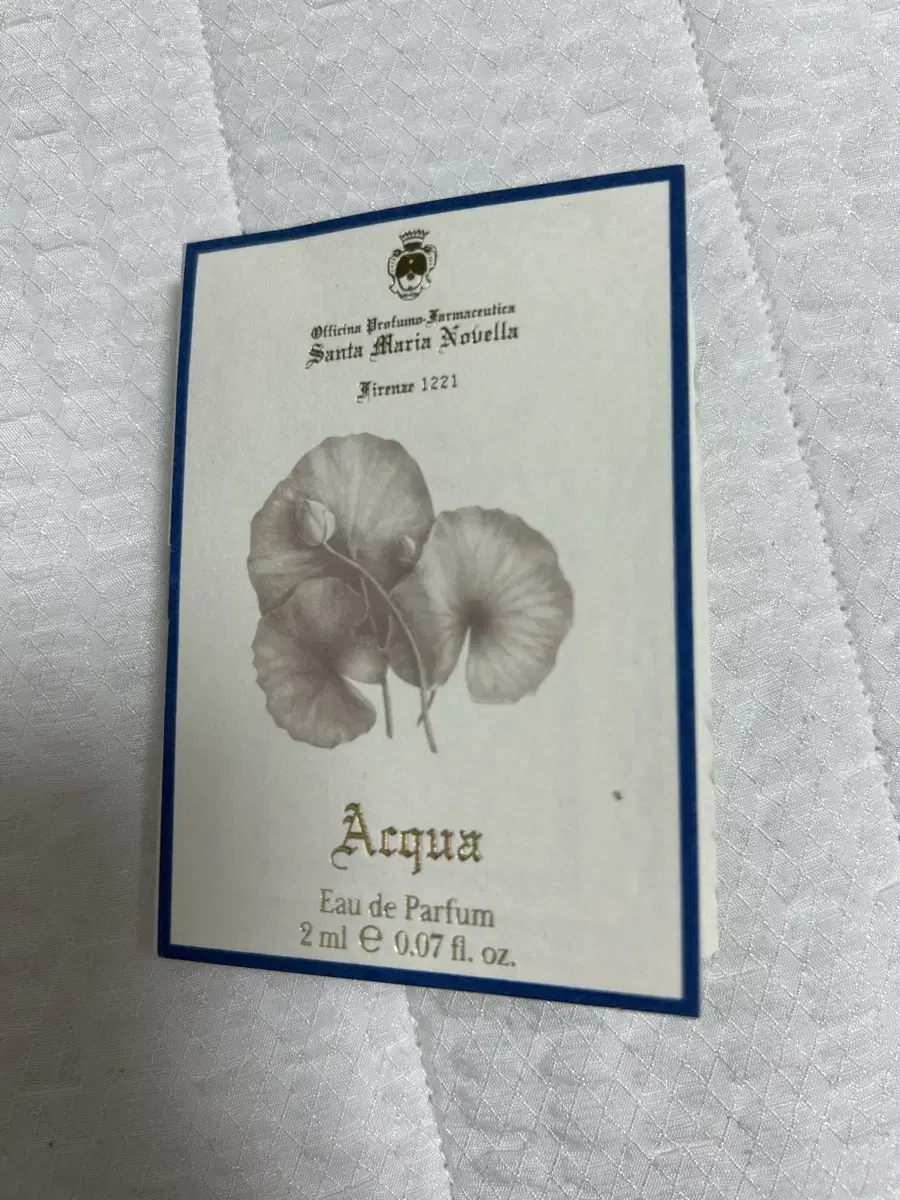 Officina Profumo-Farmaceutica
Santa Maria Novella
Firenze 1221
Acqua
Eau de Parfum
2 ml ℮ 0.07 fl. oz.